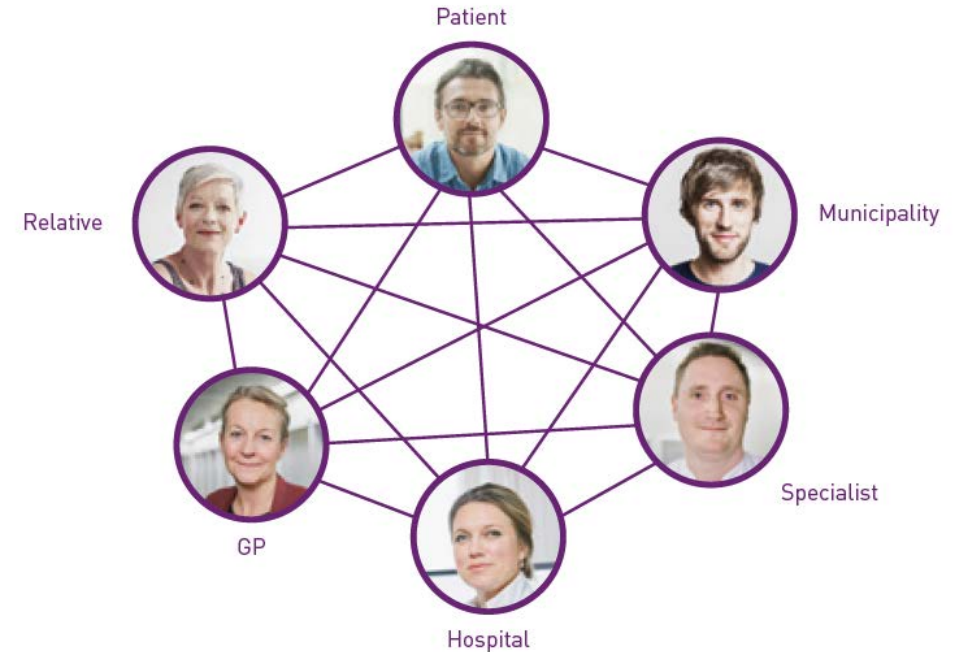 Patient
Relative
Municipality
Specialist
GP
Hospital